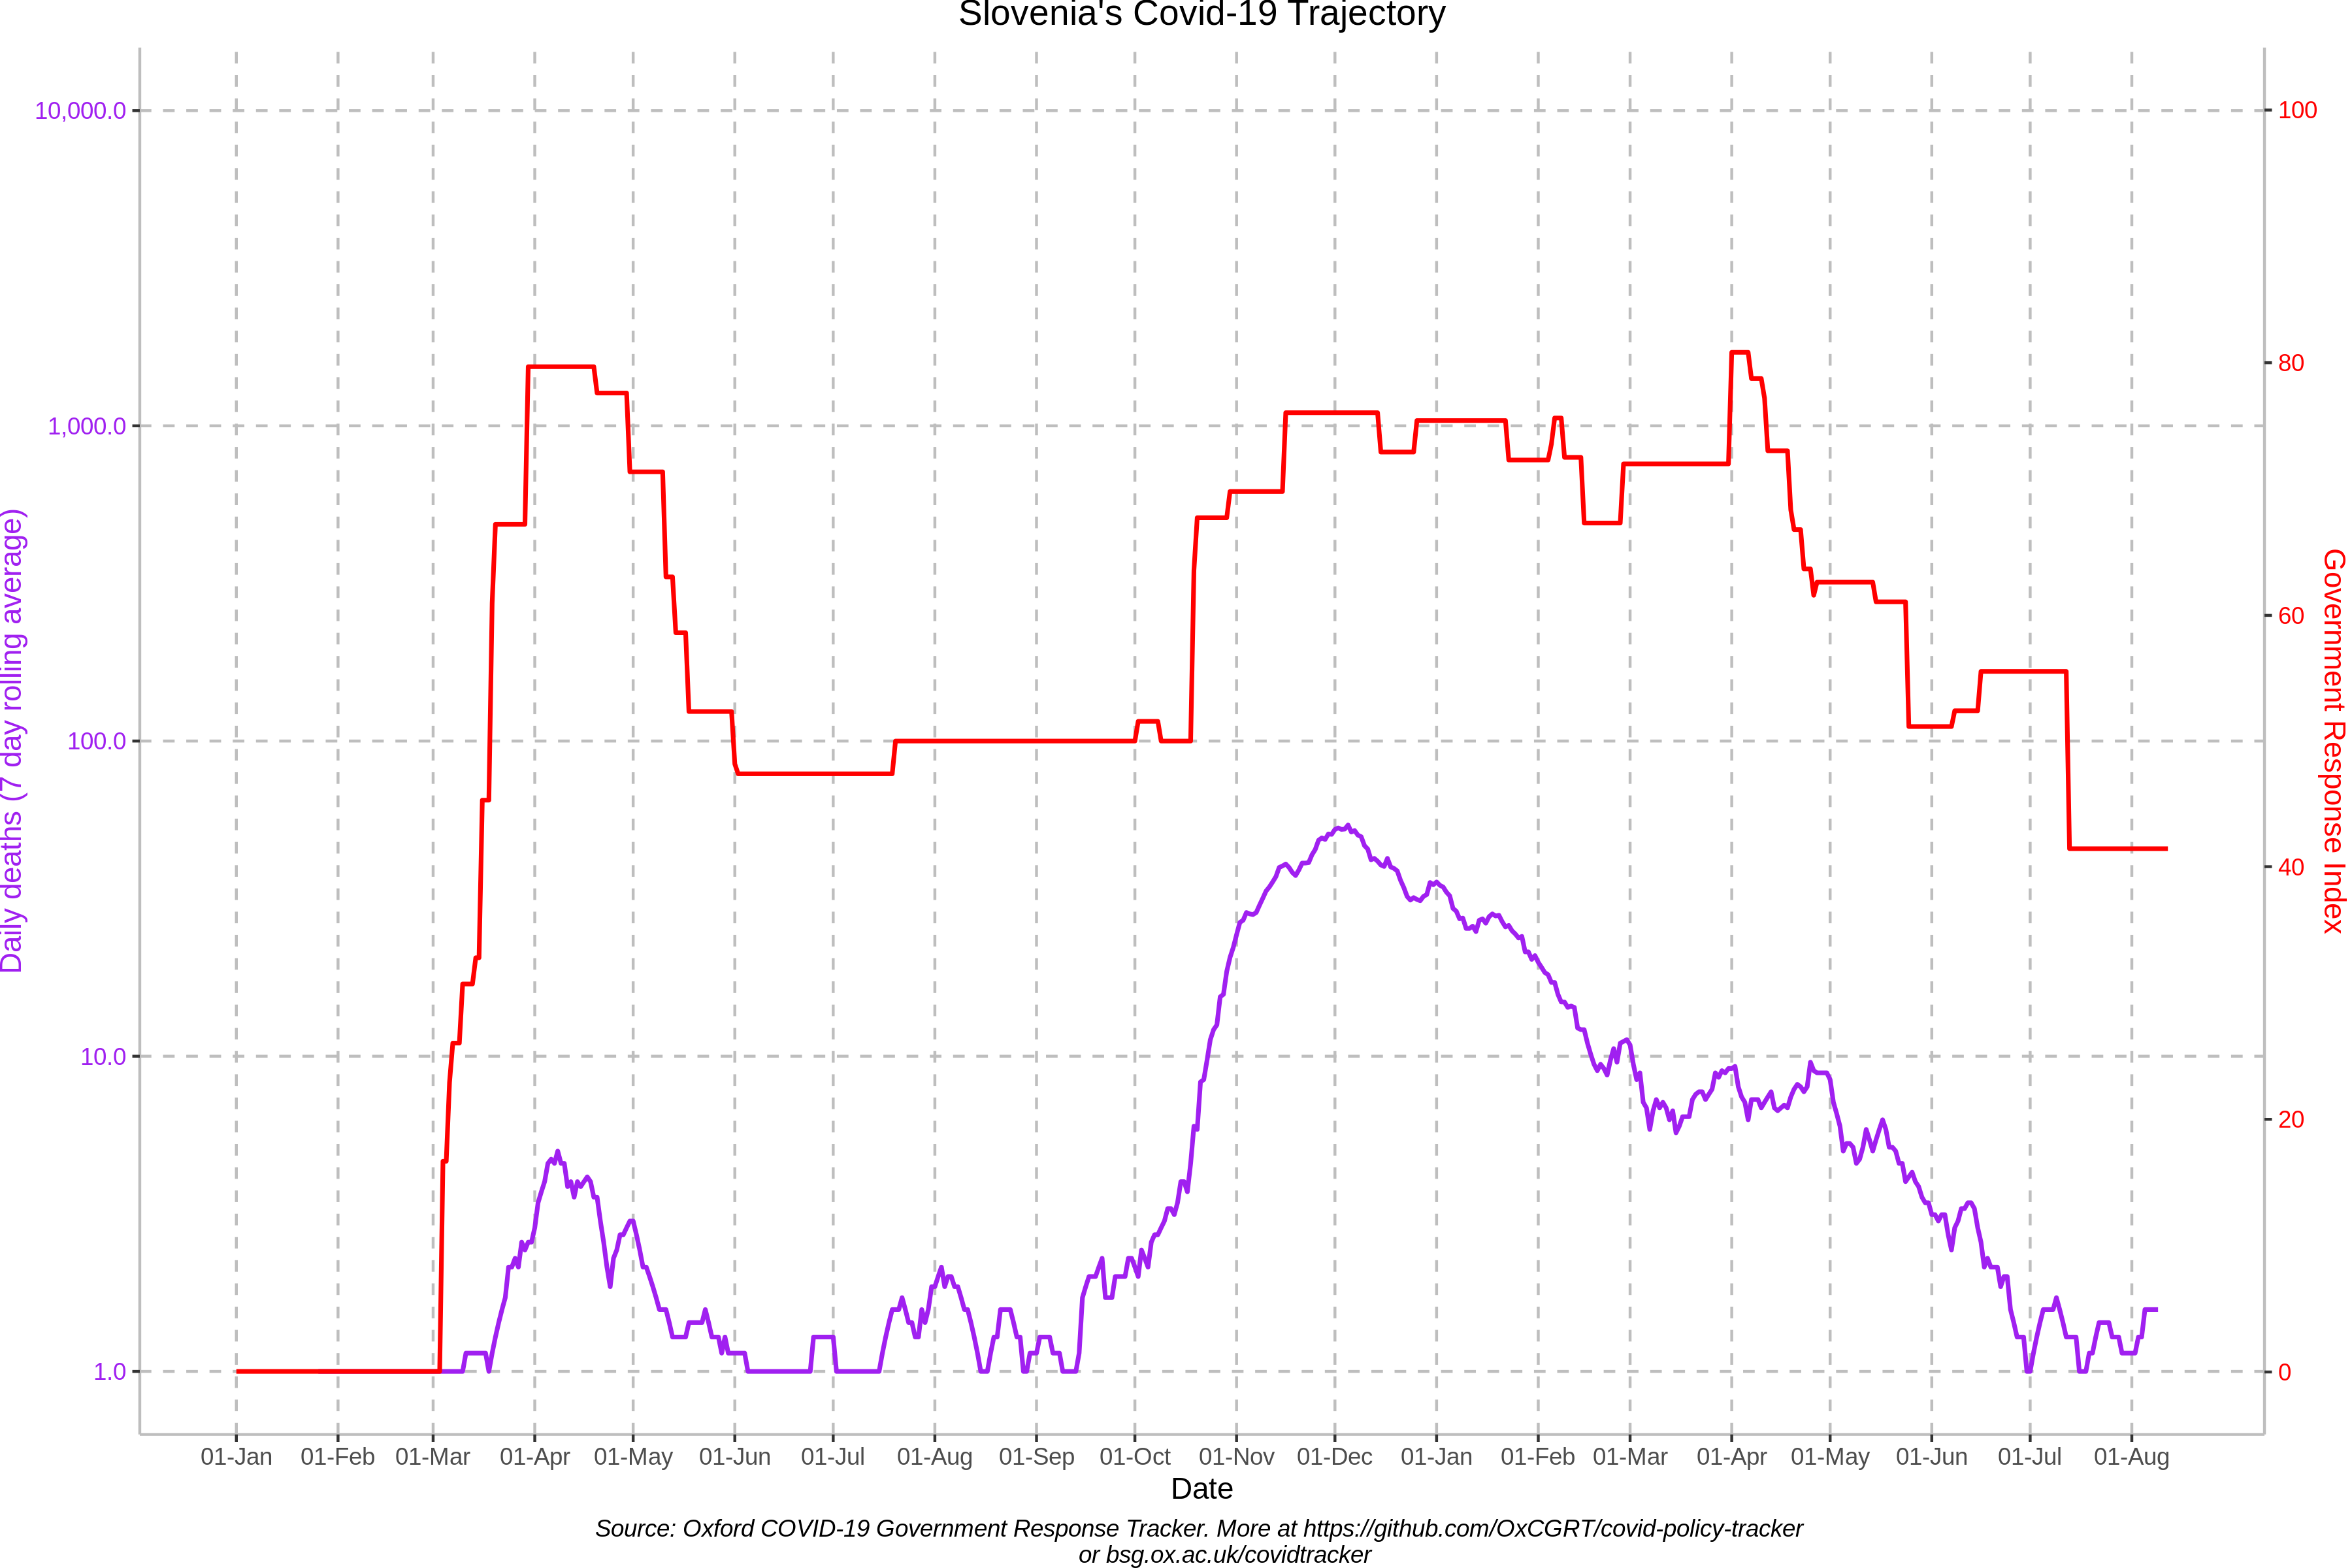 Slovenia's Covid-19 Trajectory
10,000.0
1,000.0
100.0
10.0
1.0
Daily deaths (7 day rolling average)
100
80
60
40
20
0
Government Response Index
01-Jan 01-Feb 01-Mar 01-Apr 01-May 01-Jun 01-Jul 01-Aug 01-Sep 01-Oct 01-Nov 01-Dec 01-Jan 01-Feb 01-Mar 01-Apr 01-May 01-Jun 01-Jul 01-Aug
Date
Source: Oxford COVID-19 Government Response Tracker. More at https://github.com/OxCGRT/covid-policy-tracker
or bsg.ox.ac.uk/covidtracker